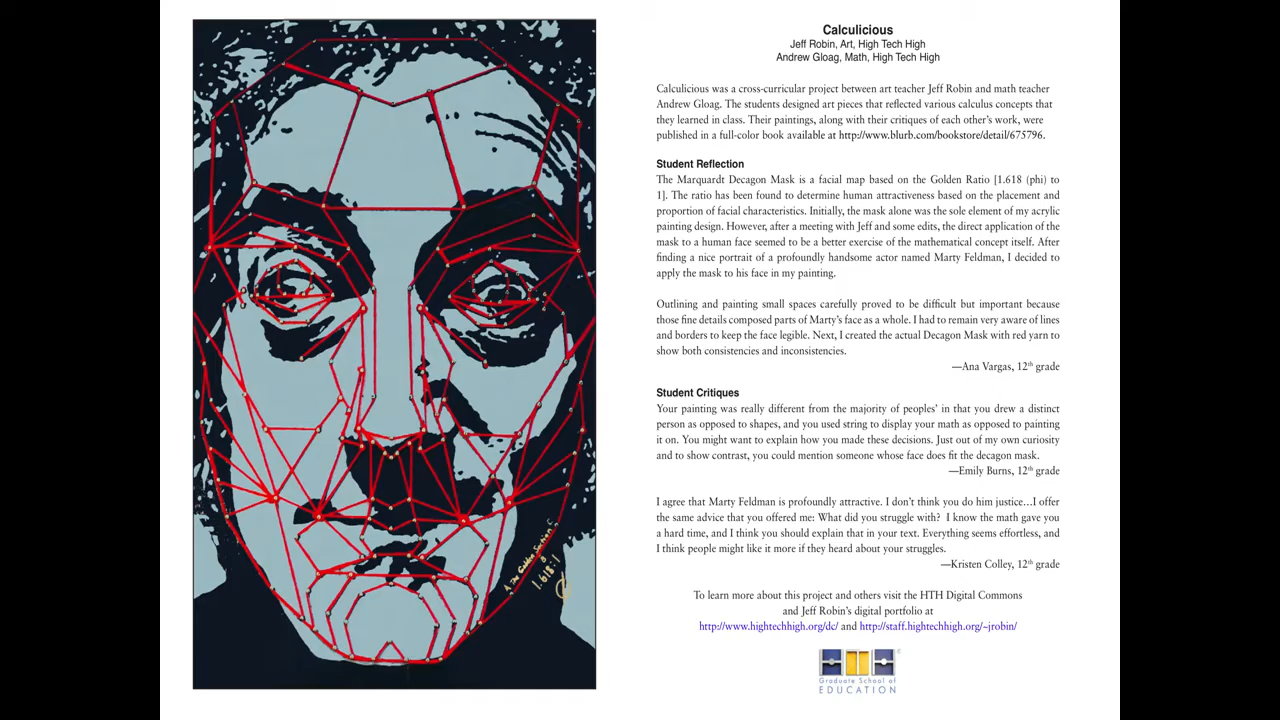 Calculicious
Jeff Robin, Art, High Tech High
Andrew Gloag, Math, High Tech High
Calculicious was a cross-curricular project between art teacher Jeff Robin and math teacher
Andrew Gloag. The students designed art pieces that reflected various calculus concepts that
they learned in class. Their paintings, along with their critiques of each other's work, were
published in a full-color book available at http://www.blurb.com/bookstore/detail/675796.
Student Reflection
The Marquardt Decagon Mask is a facial map based on the Golden Ratio [1.618 (phi) to
1]. The ratio has been found to determine human attractiveness based on the placement and
proportion of facial characteristics. Initially, the mask alone was the sole element of my acrylic
painting design. However, after a meeting with Jeff and some edits, the direct application of the
mask to a human face seemed to be a better exercise of the mathematical concept itself. After
finding a nice portrait of a profoundly handsome actor named Marty Feldman, I decided to
apply the mask to his face in my painting.
Outlining and painting small spaces carefully proved to be difficult but important because
those fine details composed parts of Marty's face as a whole. I had to remain very aware of lines
and borders to keep the face legible. Next, I created the actual Decagon Mask with red yarn to
show both consistencies and inconsistencies.
—Ana Vargas, 12th grade
Student Critiques
Your painting was really different from the majority of peoples' in that you drew a distinct
person as opposed to shapes, and you used string to display your math as opposed to painting
it on. You might want to explain how you made these decisions. Just out of my own curiosity
and to show contrast, you could mention someone whose face does fit the decagon mask.
—Emily Burns, 12th grade
I agree that Marty Feldman is profoundly attractive. I don't think you do him justice…I offer
the same advice that you offered me: What did you struggle with? I know the math gave you
a hard time, and I think you should explain that in your text. Everything seems effortless, and
I think people might like it more if they heard about your struggles.
—Kristen Colley, 12th grade
To learn more about this project and others visit the HTH Digital Commons
and Jeff Robin's digital portfolio at
http://www.hightechhigh.org/dc/ and http://staff.hightechhigh.org/~jrobin/
HTH
Graduate School of
EDUCATION
The Golden Section
1.618:1